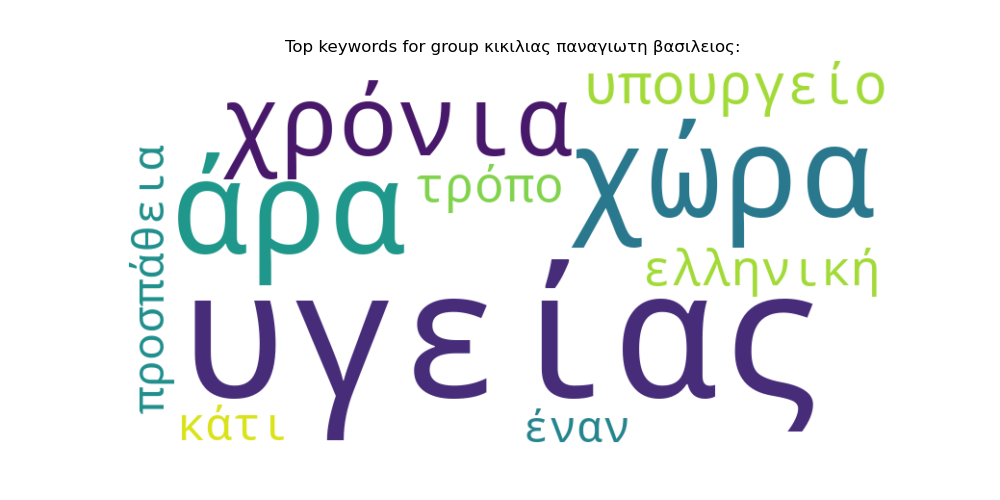 Top keywords for group κικιλιας παναγιωτη βασιλειος:
υπουργείο
χρόνια
χώρα
άρα
τρόπο
προσπάθεια
ελληνική
υγείας
κάτι
έναν